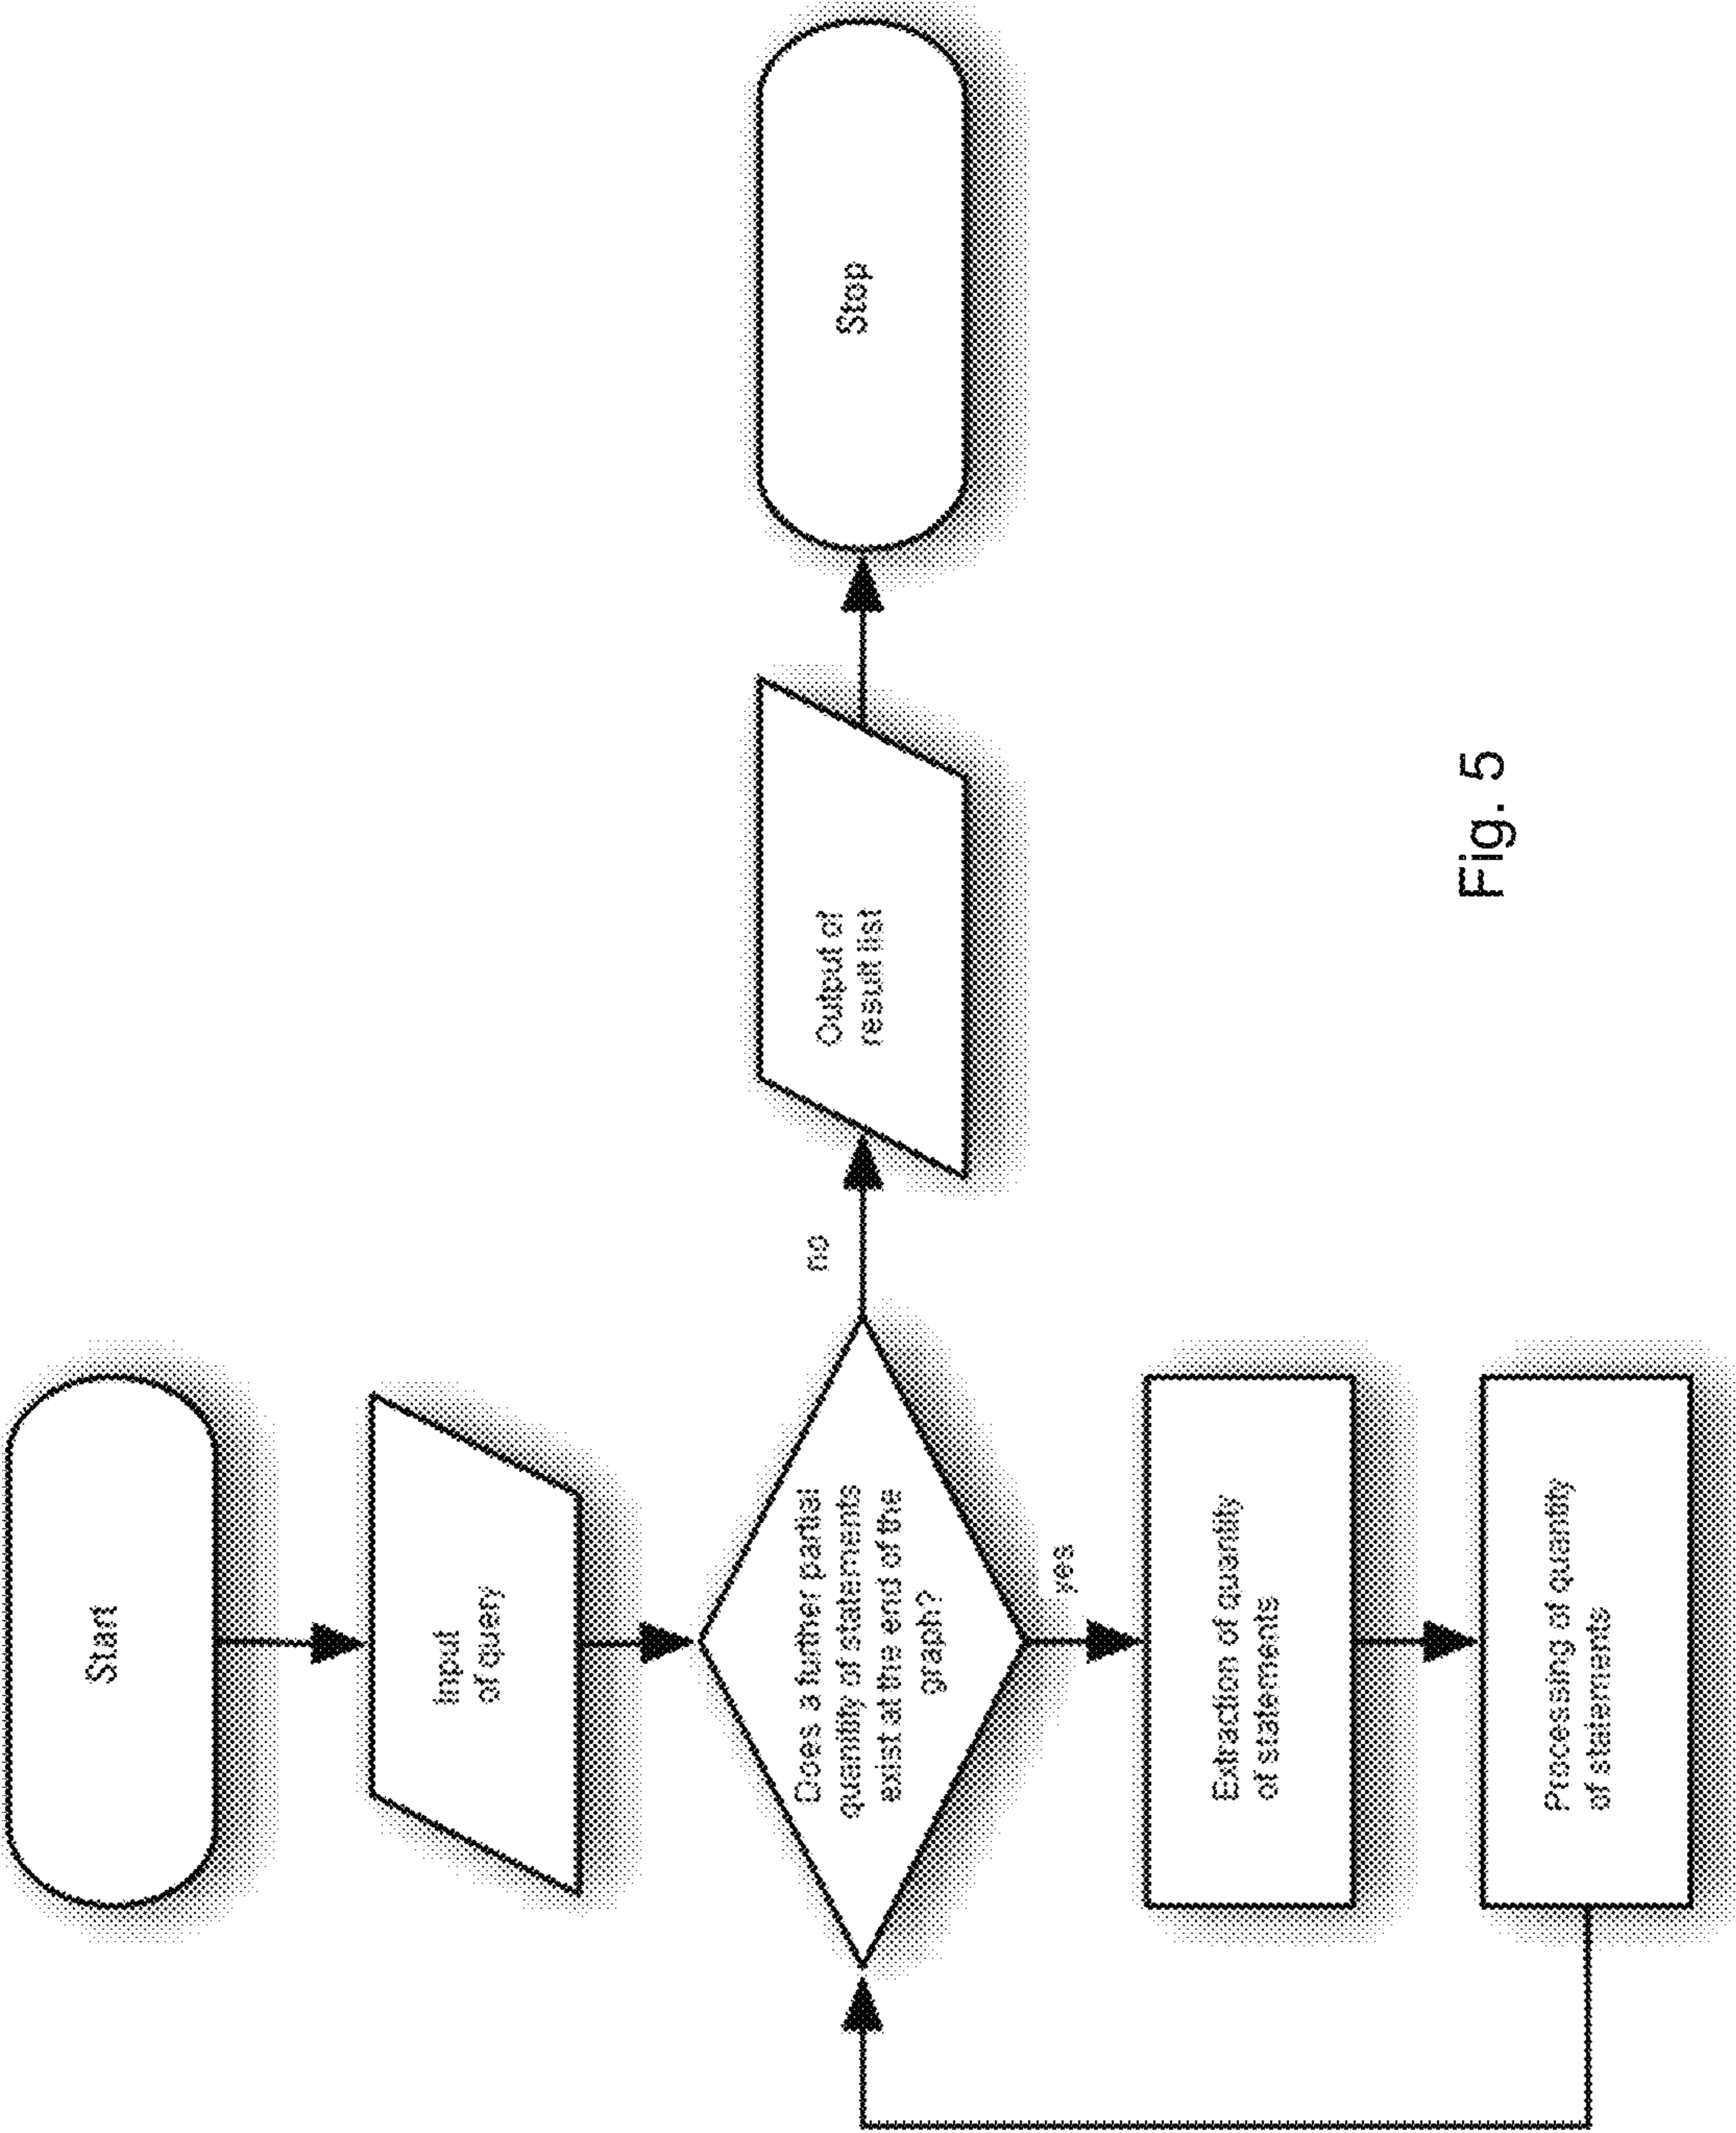 Start
Input
of query
Does a further partial
quantity of statements
exist at the end of the
graph?
no
Output of
result list
Stop
yes
Extraction of quantity
of statements
Processing of quantity
of statements
Fig. 5